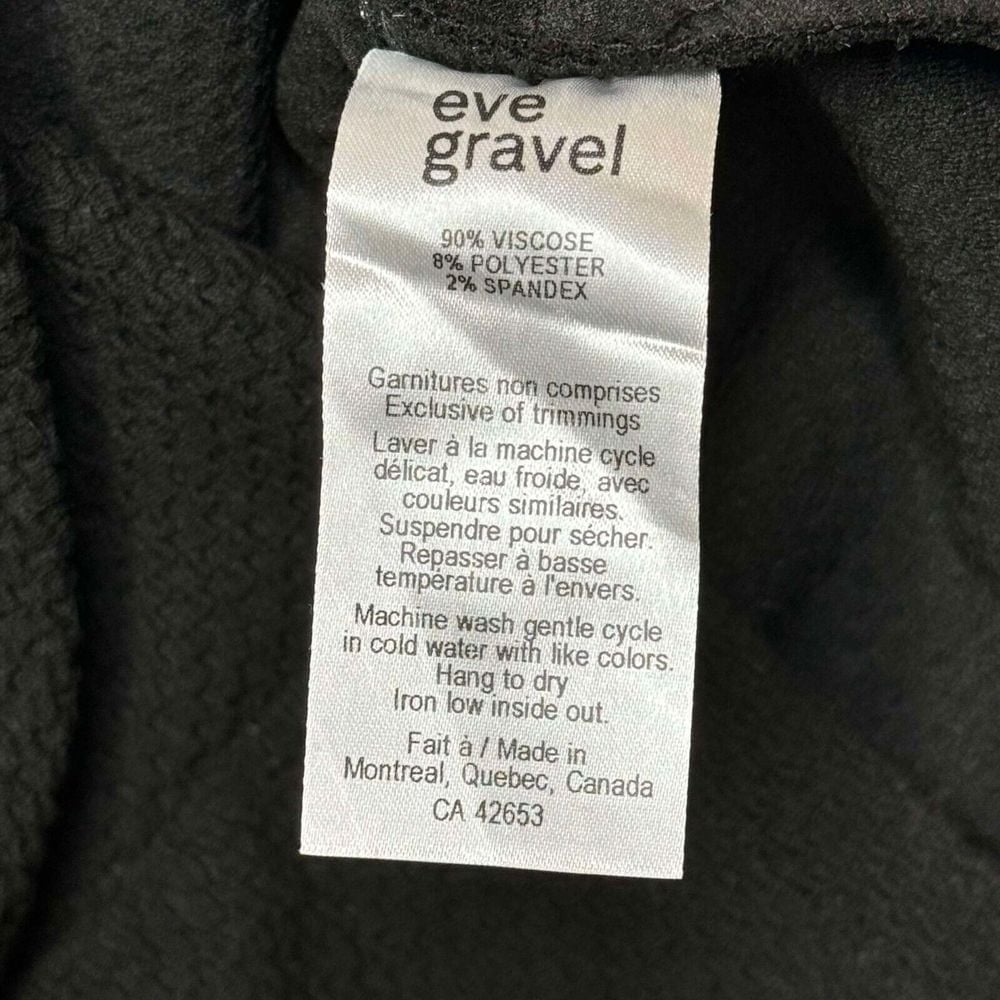 eve
gravel
90% VISCOSE
8% POLYESTER
2% SPANDEX
Garnitures non comprises
Exclusive of trimmings
Laver à la machine cycle
délicat, eau froide, avec
couleurs similaires.
Suspendre pour sécher.
Repasser à basse
température à l'envers.
Machine wash gentle cycle
in cold water with like colors.
Hang to dry
Iron low inside out.
Fait à / Made in
Montreal, Quebec, Canada
CA 42653